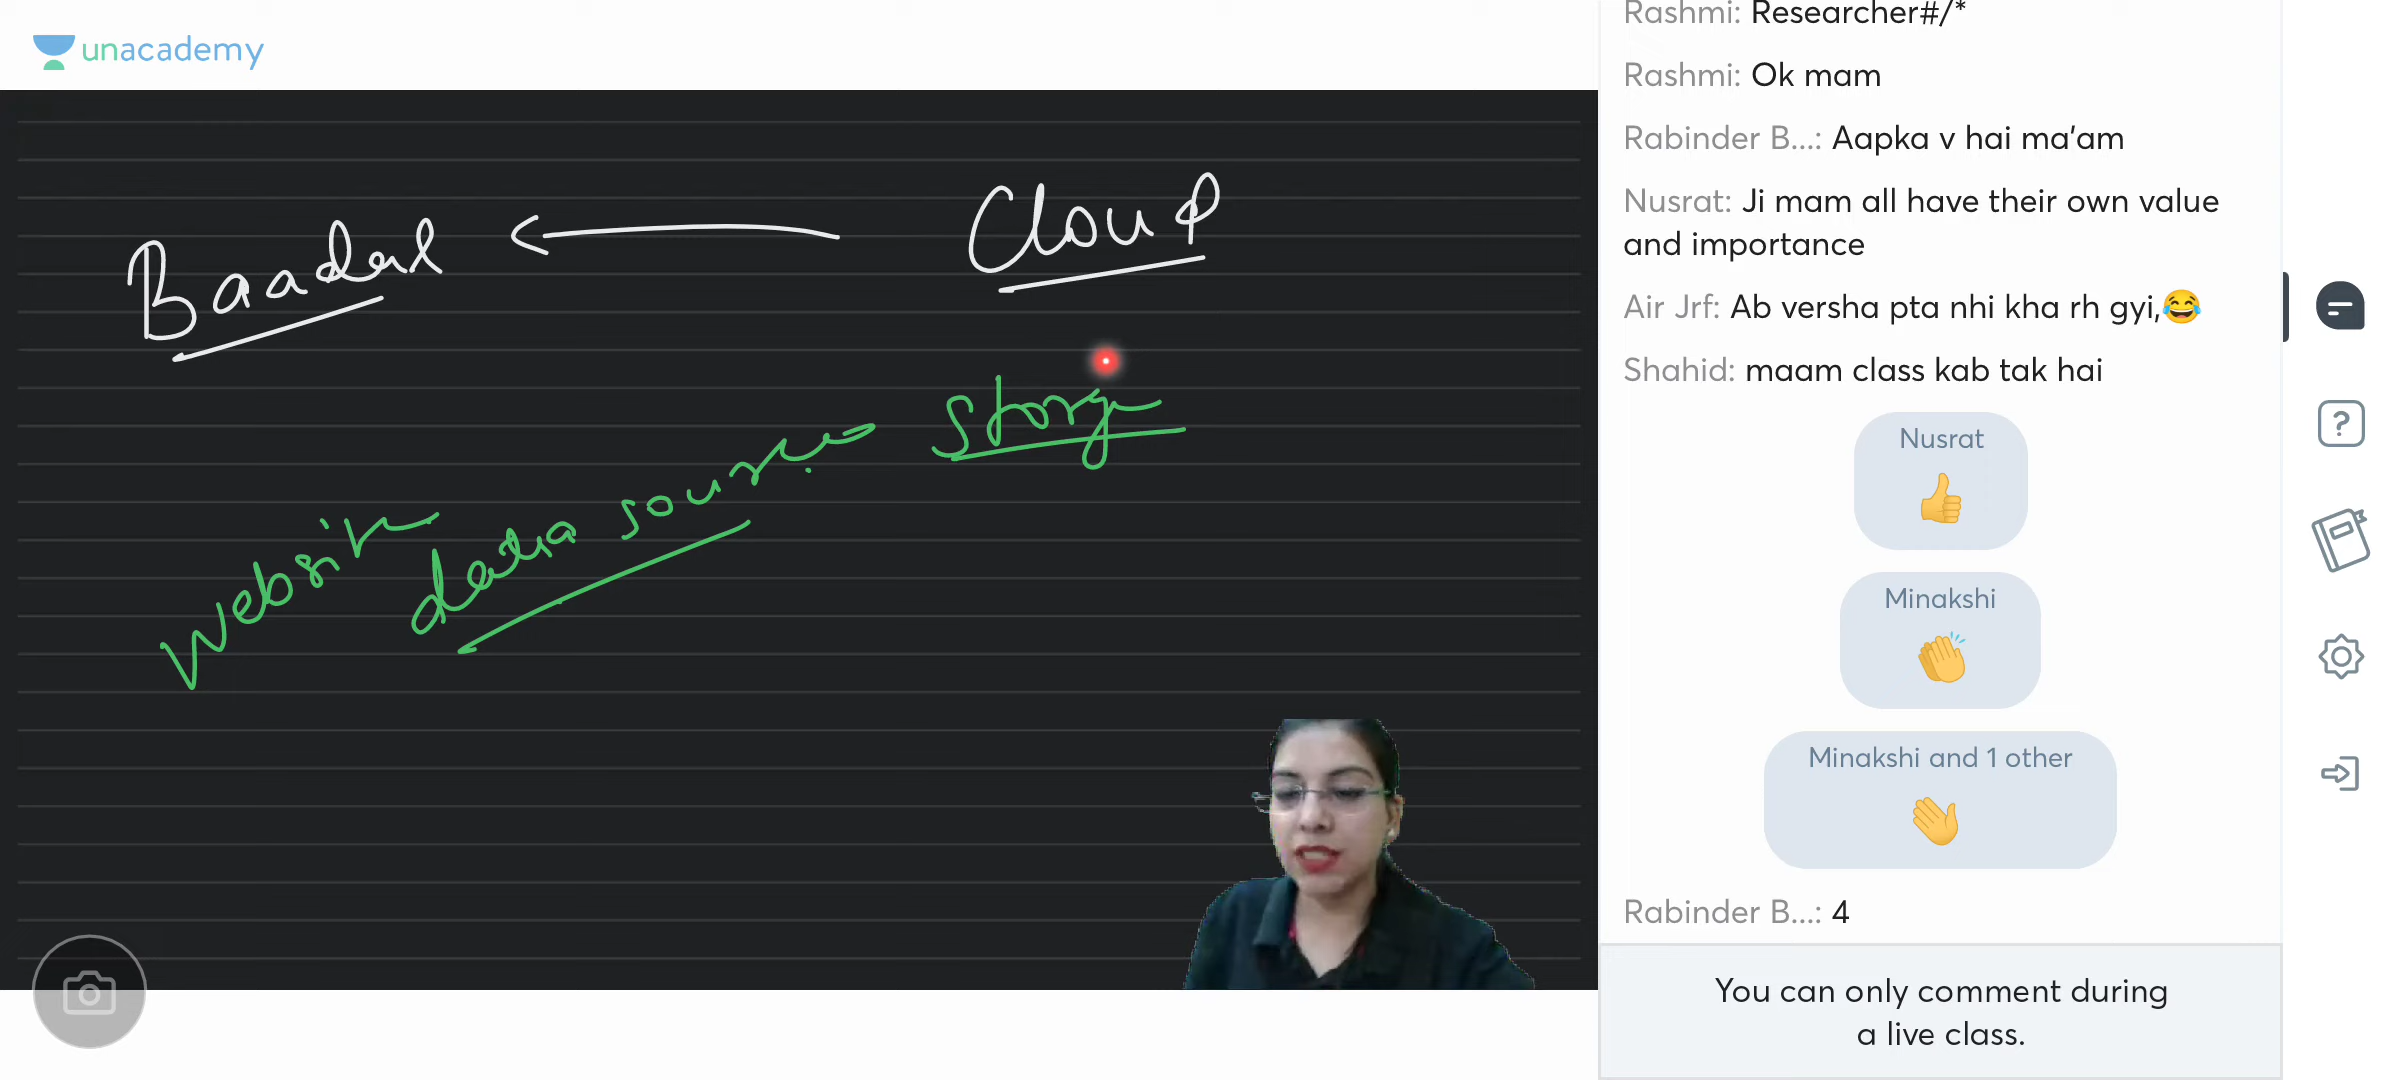 unacademy
Cloud
Baadal
Storge
data source
Website
Rashmi: Researcher#/*
Rashmi: Ok mam
Rabinder B...: Aapka v hai ma'am
Nusrat: Ji mam all have their own value
and importance
Air Jrf: Ab versha pta nhi kha rh gyi,😂
Shahid: maam class kab tak hai
Nusrat
👍
Minakshi
👏
Minakshi and 1 other
👋
Rabinder B...: 4
You can only comment during
a live class.
?